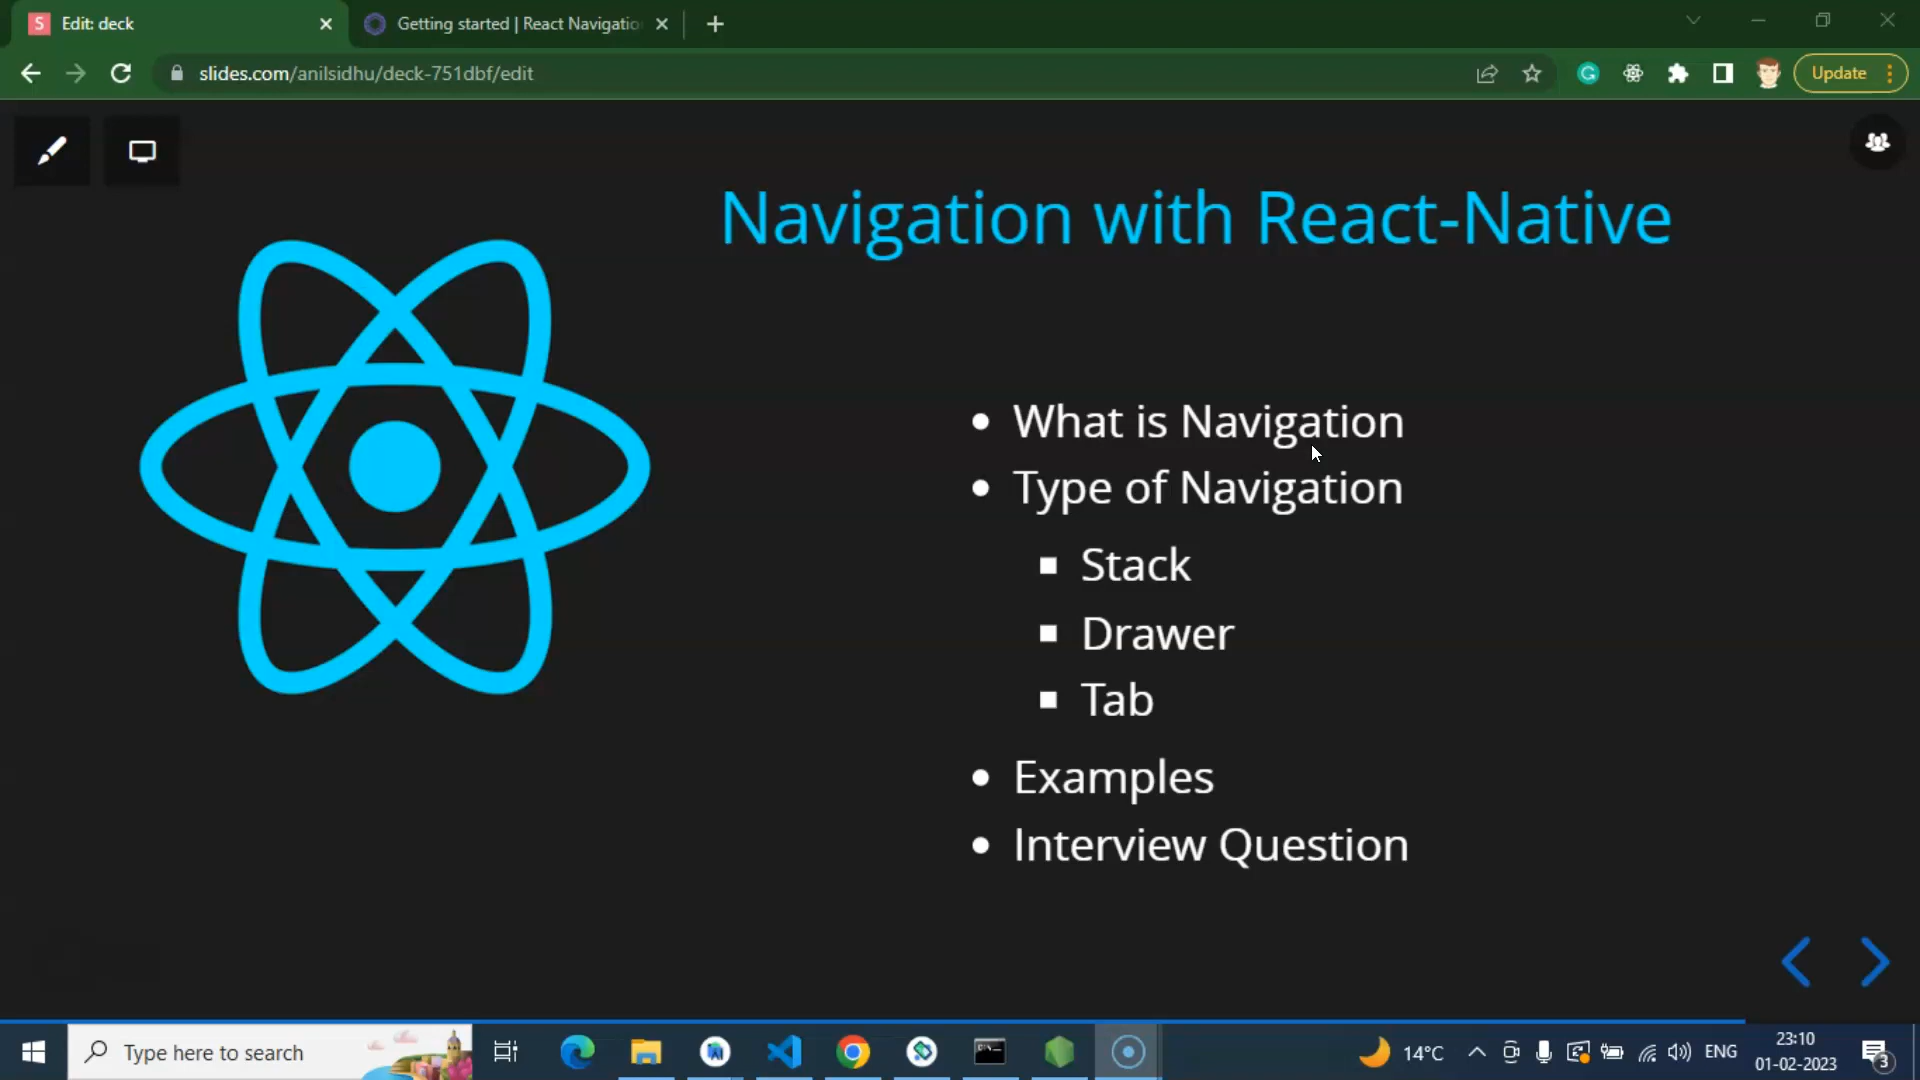 S Edit: deck
Getting started | React Navigatio
slides.com/anilsidhu/deck-751dbf/edit
G
Update
Navigation with React-Native
What is Navigation
Type of Navigation
Stack
Drawer
Tab
Examples
Interview Question
Type here to search
14°C
ENG
23:10
01-02-2023
3